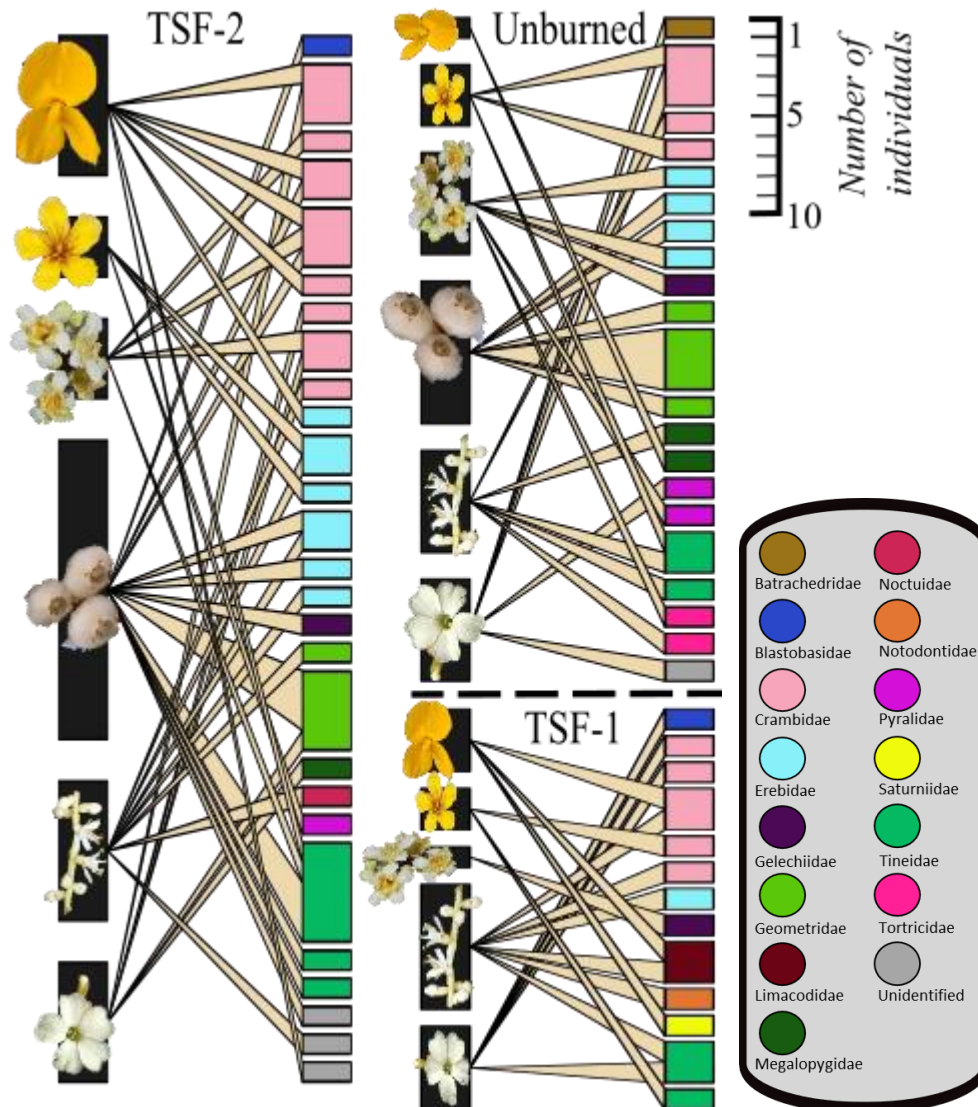 TSF-2
Unburned
1
5
10
Number of
individuals
TSF-1
Batrachedridae
Noctuidae
Blastobasidae
Notodontidae
Crambidae
Pyralidae
Erebidae
Saturniidae
Gelechiidae
Tineidae
Geometridae
Tortricidae
Limacodidae
Unidentified
Megalopygidae